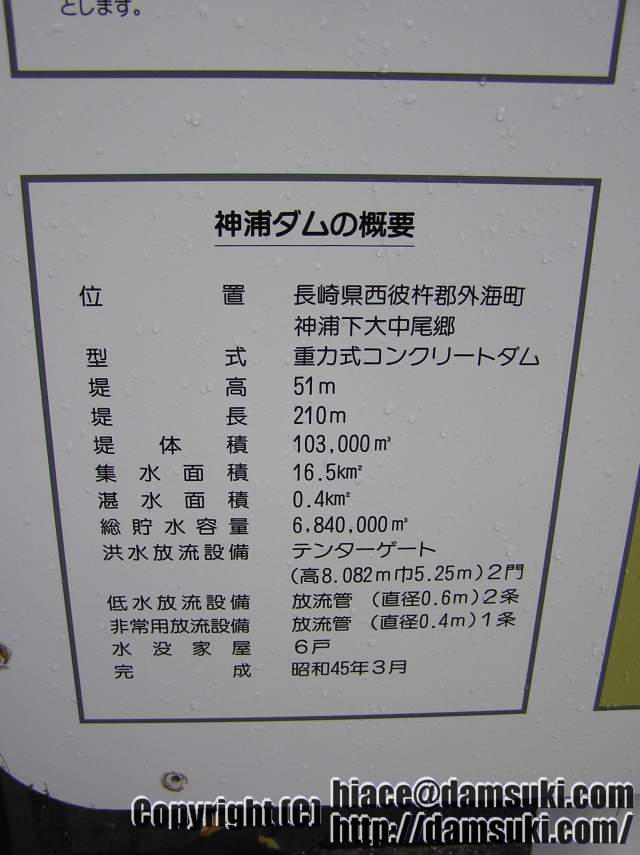 とします。
神浦ダムの概要
位置 長崎県西彼杵郡外海町
神浦下大中尾郷
型式 重力式コンクリートダム
堤高 51m
堤長 210m
堤体積 103,000㎥
集水面積 16.5k㎡
湛水面積 0.4k㎡
総貯水容量 6,840,000㎥
洪水放流設備 テンターゲート
(高8.082m巾5.25m)2門
低水放流設備 放流管 (直径0.6m)2条
非常用放流設備 放流管 (直径0.4m)1条
水没家屋 6戸
完成 昭和45年3月
Copyright (C) hiace@damsuki.com
http://damsuki.com/